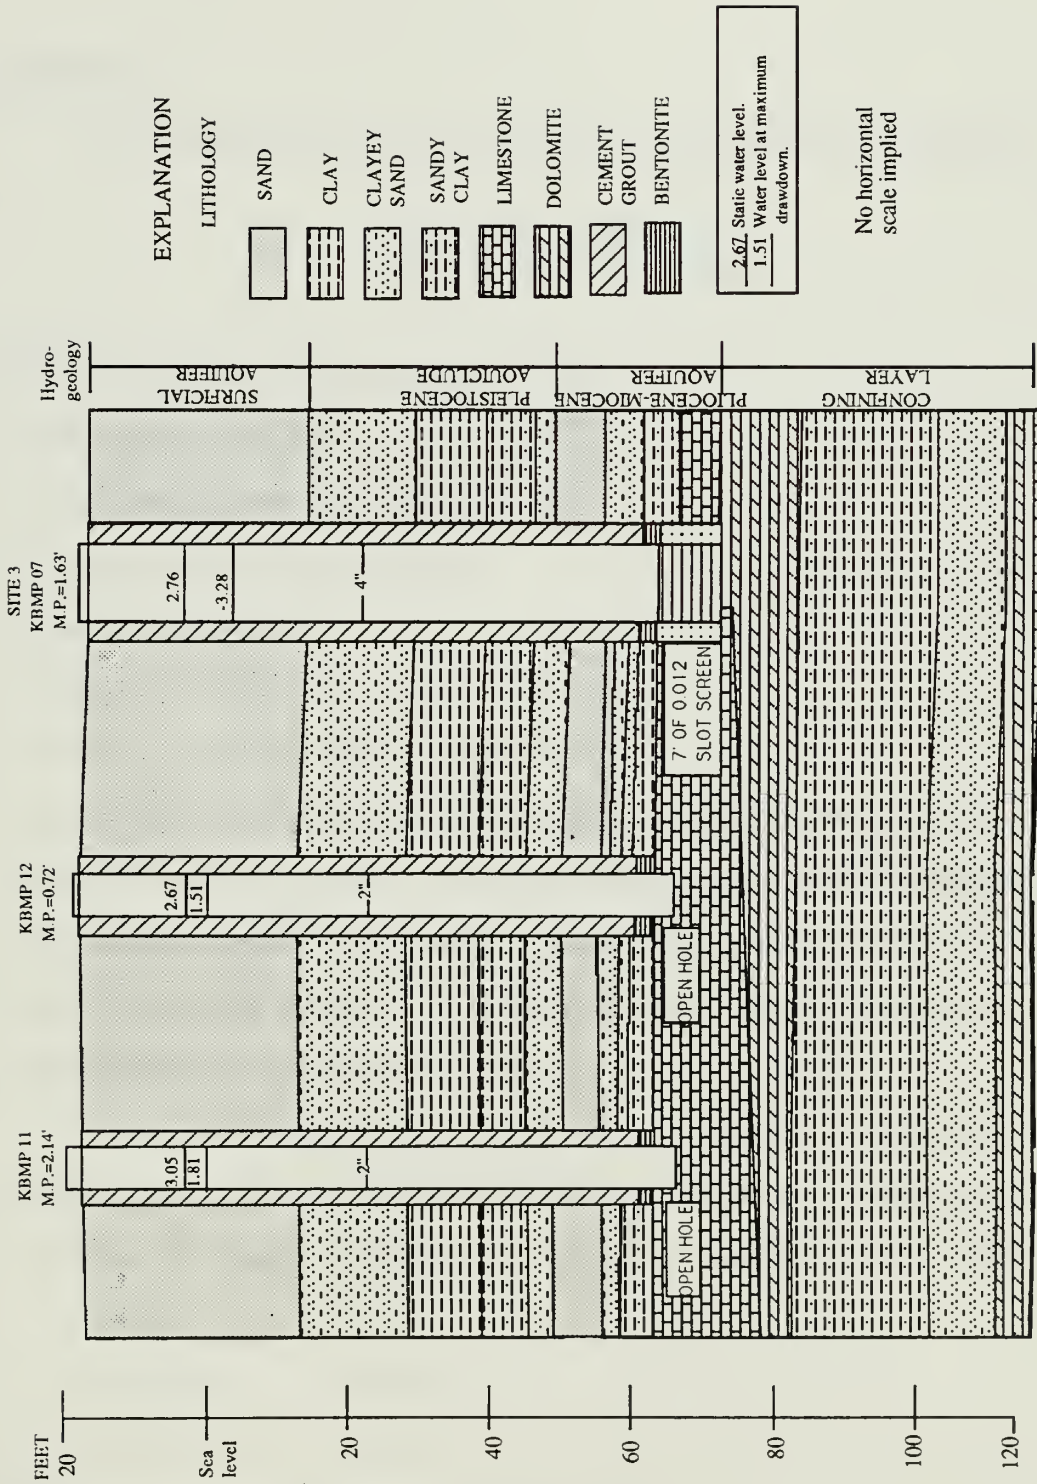 SITE 3
KBMP 11
M.P.=2.14'
KBMP 12
M.P.=0.72'
KBMP 07
M.P.=1.63'
Hydro-
geology
FEET
20
Sea
level
20
40
60
80
100
120
3.05
1.81
2"
2.67
1.51
2"
2.76
-3.28
4"
OPEN HOLE
OPEN HOLE
7' OF 0.012
SLOT SCREEN
SURFICIAL
AQUIFER
PLEISTOCENE
AQUICLUDE
PLIOCENE-MIOCENE
AQUIFER
CONFINING
LAYER
EXPLANATION
LITHOLOGY
SAND
CLAY
CLAYEY
SAND
SANDY
CLAY
LIMESTONE
DOLOMITE
CEMENT
GROUT
BENTONITE
2.67 Static water level.
1.51 Water level at maximum
drawdown.
No horizontal
scale implied